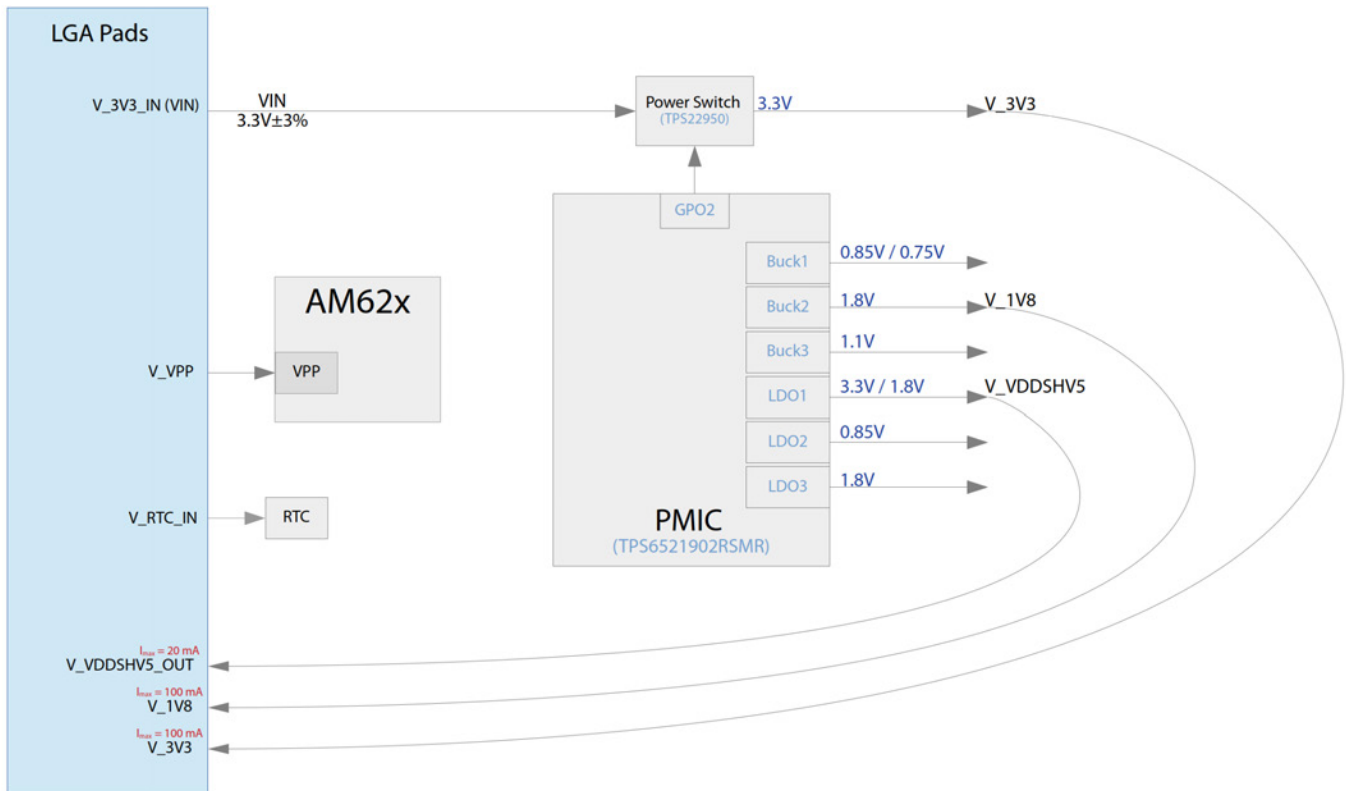 LGA Pads
V_3V3_IN (VIN)
VIN
3.3V±3%
Power Switch
(TPS22950)
3.3V
V_3V3
GPO2
Buck1
0.85V / 0.75V
Buck2
1.8V
V_1V8
Buck3
1.1V
LDO1
3.3V / 1.8V
V_VDDSHV5
LDO2
0.85V
LDO3
1.8V
PMIC
(TPS6521902RSMR)
AM62x
V_VPP
VPP
V_RTC_IN
RTC
Imax = 20 mA
V_VDDSHV5_OUT
Imax = 100 mA
V_1V8
Imax = 100 mA
V_3V3